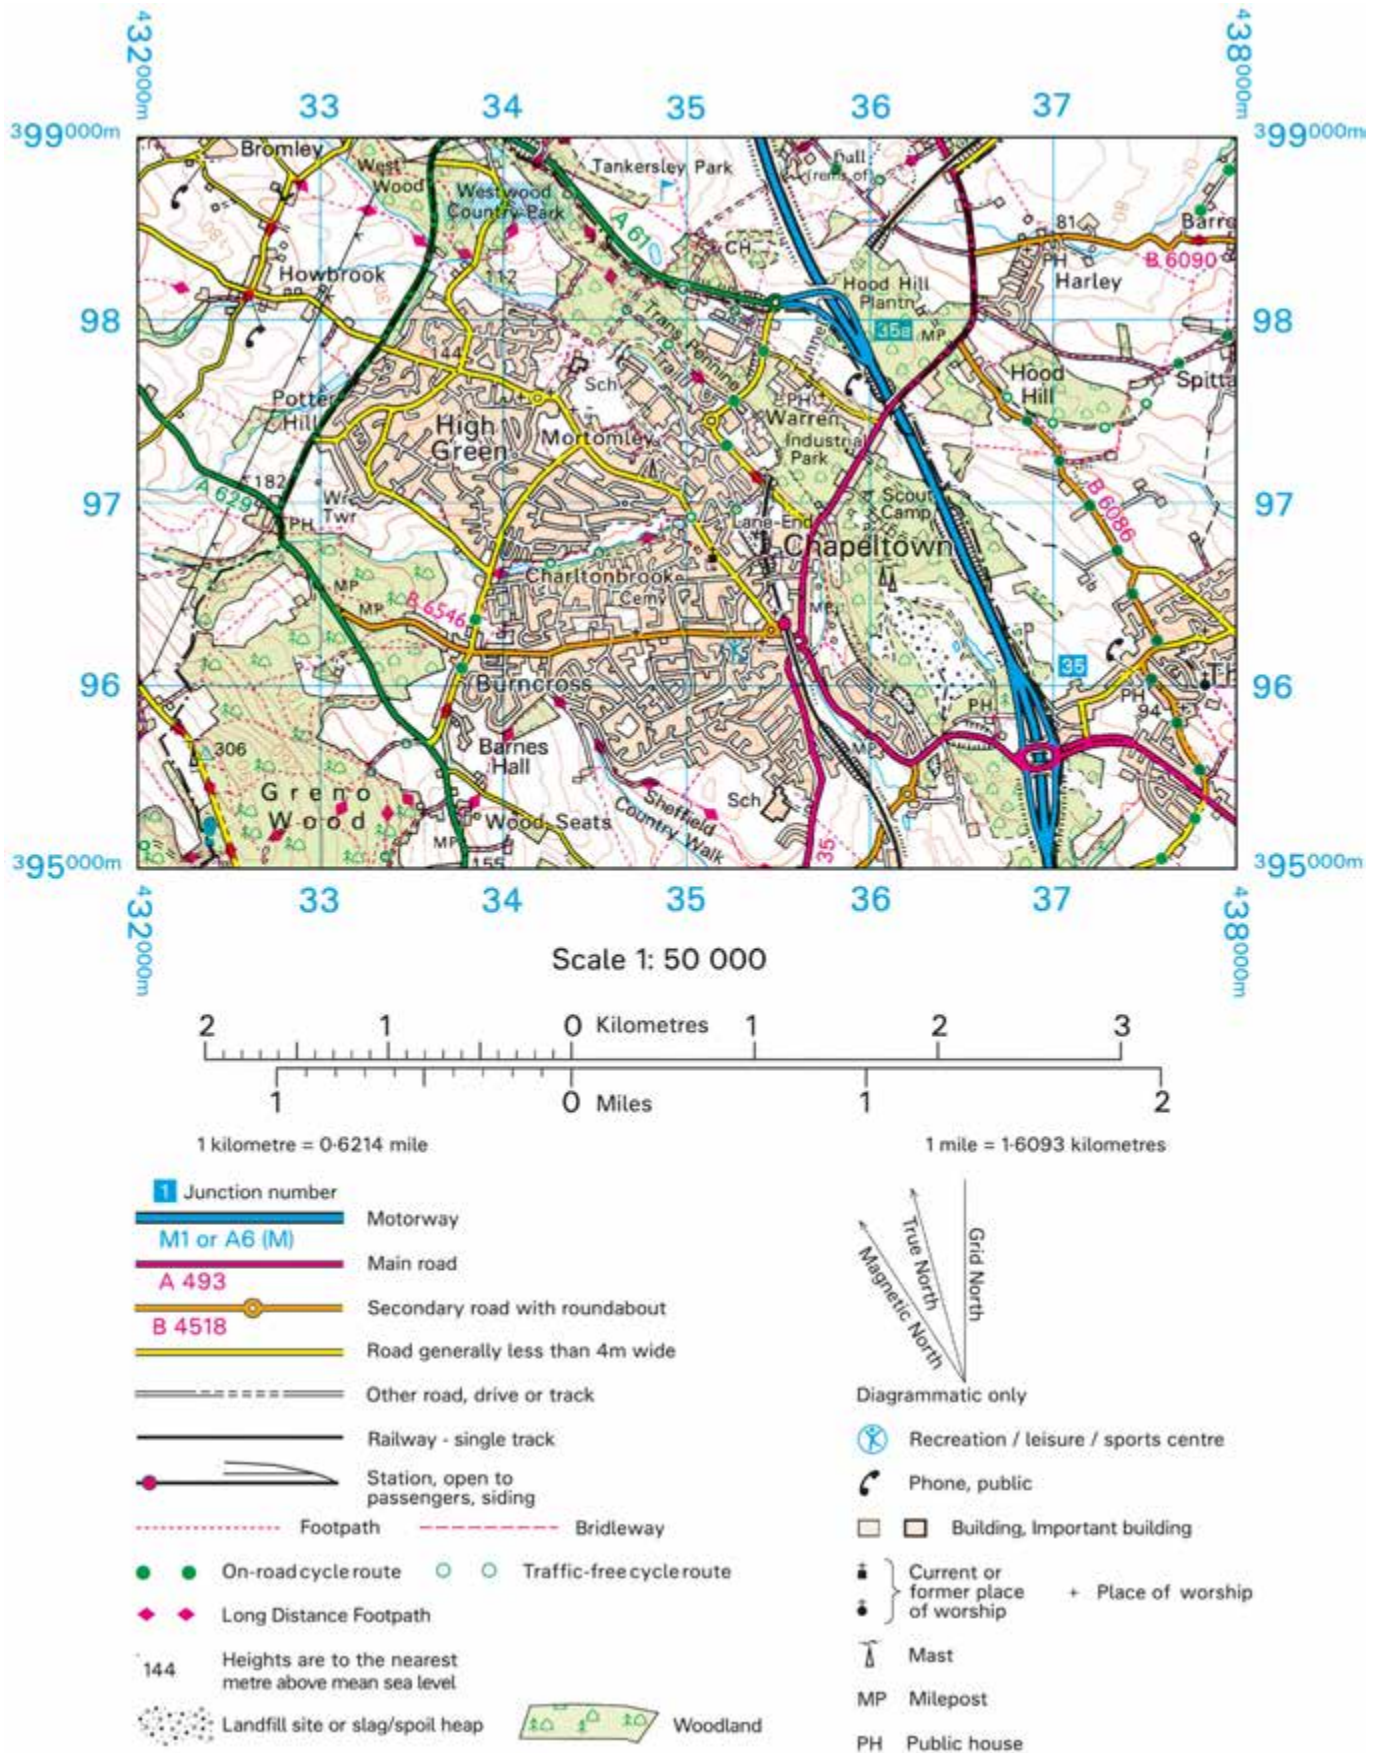 432000m
33
34
35
36
37
438000m
399000m
399000m
Bromley
West
Wood
Westwood
Country Park
Tankersley Park
Hall
(rems of)
A 61
CH
81
PH
Harley
Barre
B 6090
Howbrook
112
Hood Hill
Plantn
98
98
35a
MP
Trans Pennine
Trail
144
Sch
Hood
Hill
Spitta
Potter
Hill
High
Green
Mortomley
PH
Warren
Industrial
Park
A 629
182
Wr
Twr
PH
97
97
Scout
Camp
B 6086
Lane-End
Chapeltown
Charltonbrook
Cemy
MP
MP
MP
B 6546
96
96
35
Burncross
PH
PH
94
Th
306
Barnes
Hall
MP
Greno
Wood
Wood Seats
Sheffield
Country Walk
Sch
MP
155
35
395000m
395000m
432000m
33
34
35
36
37
438000m
Scale 1: 50 000
2 1 0 Kilometres 1 2 3
1 0 Miles 1 2
1 kilometre = 0·6214 mile
1 mile = 1·6093 kilometres
1 Junction number
Motorway
M1 or A6 (M)
Main road
A 493
Secondary road with roundabout
B 4518
Road generally less than 4m wide
Other road, drive or track
Railway - single track
Station, open to
passengers, siding
Footpath
Bridleway
On-road cycle route
Traffic-free cycle route
Long Distance Footpath
144
Heights are to the nearest
metre above mean sea level
Landfill site or slag/spoil heap
Woodland
Magnetic North
True North
Grid North
Diagrammatic only
Recreation / leisure / sports centre
Phone, public
Building, Important building
Current or
former place
of worship
+ Place of worship
Mast
MP Milepost
PH Public house